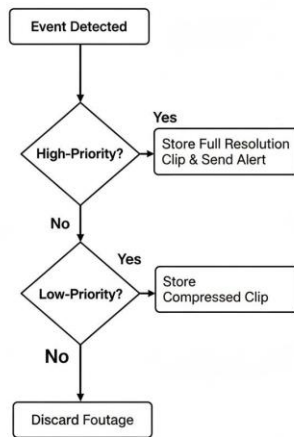 Event Detected
Yes
High-Priority?
Store Full Resolution
Clip & Send Alert
No
Yes
Low-Priority?
Store
Compressed Clip
No
Discard Foutage